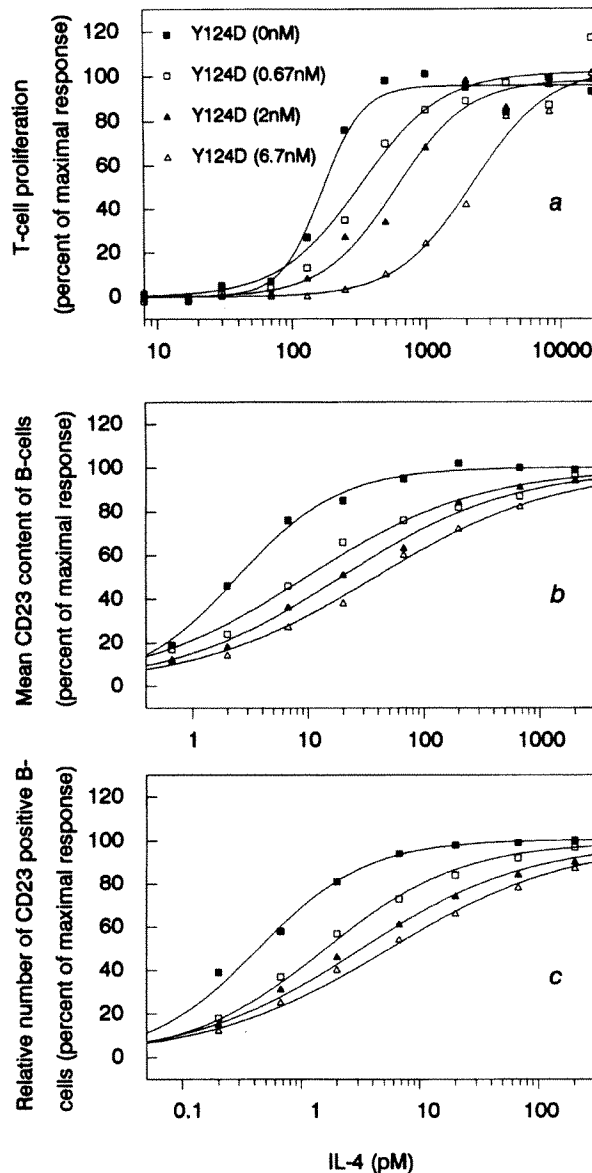 T-cell proliferation
(percent of maximal response)
120
100
80
60
40
20
0
Y124D (0nM)
Y124D (0.67nM)
Y124D (2nM)
Y124D (6.7nM)
a
10
100
1000
10000
Mean CD23 content of B-cells
(percent of maximal response)
120
100
80
60
40
20
0
b
1
10
100
1000
Relative number of CD23 positive B-
cells (percent of maximal response)
120
100
80
60
40
20
0
c
0.1
1
10
100
IL-4 (pM)